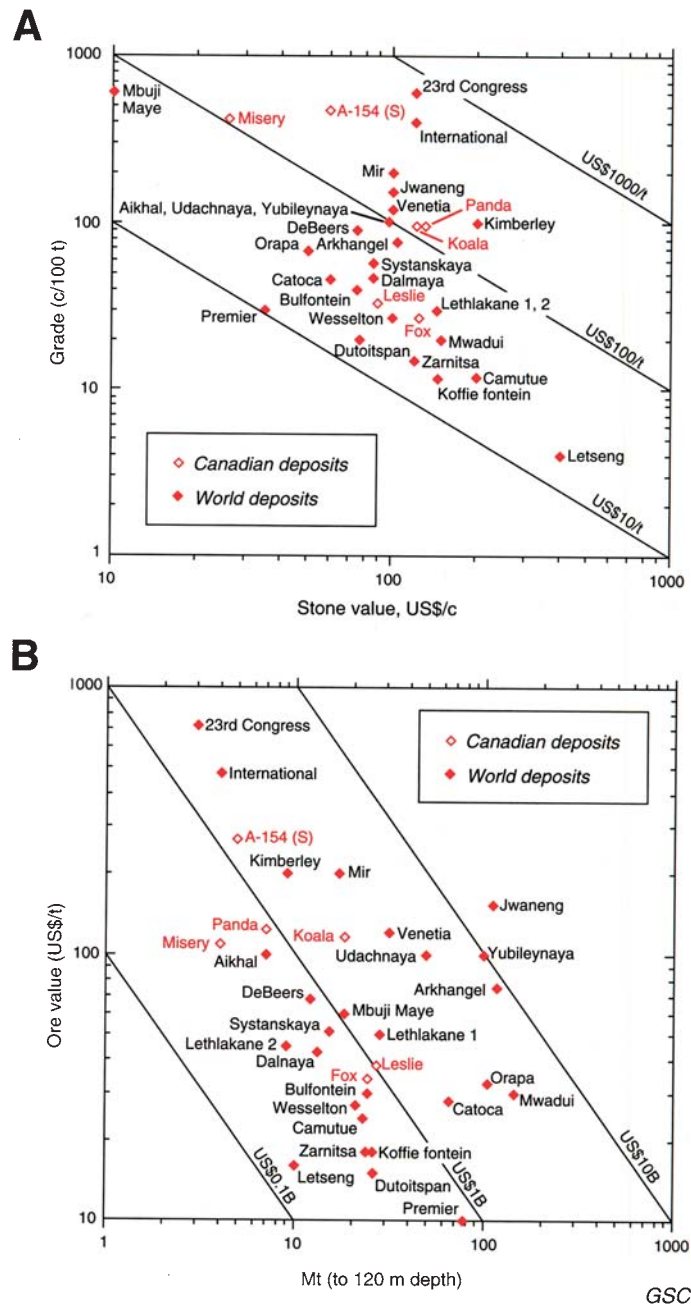 A
1000
100
10
1
Grade (c/100 t)
Mbuji
Maye
Misery
A-154 (S)
23rd Congress
International
US$1000/t
Mir
Jwaneng
Venetia
Panda
Aikhal, Udachnaya, Yubileynaya
Kimberley
DeBeers
Koala
Orapa
Arkhangel
Systanskaya
Catoca
Dalmaya
Leslie
Bulfontein
Lethlakane 1, 2
Premier
Wesselton
Fox
US$100/t
Mwadui
Dutoitspan
Zarnitsa
Camutue
Koffie fontein
Canadian deposits
World deposits
Letseng
US$10/t
10
100
1000
Stone value, US$/c
B
1000
100
10
Ore value (US$/t)
23rd Congress
Canadian deposits
World deposits
International
A-154 (S)
Kimberley
Mir
Jwaneng
Panda
Koala
Venetia
Misery
Aikhal
Udachnaya
Yubileynaya
Arkhangel
DeBeers
Mbuji Maye
Systanskaya
Lethlakane 1
Lethlakane 2
Dalnaya
Leslie
Fox
Orapa
Bulfontein
Mwadui
Wesselton
Catoca
Camutue
Zarnitsa
Koffie fontein
US$0.1B
US$1B
US$10B
Letseng
Dutoitspan
Premier
1
10
100
1000
Mt (to 120 m depth)
GSC